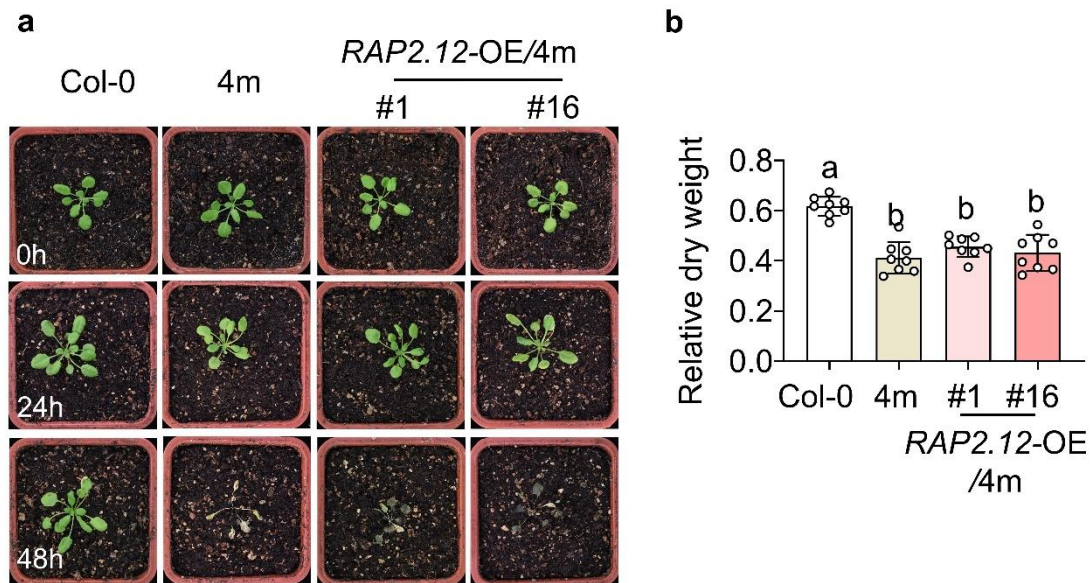 a
Col-0
4m
RAP2.12-OE/4m
#1
#16
0h
24h
48h
b
Relative dry weight
0.8
0.6
0.4
0.2
0.0
a
b
b
b
Col-0
4m
#1
#16
RAP2.12-OE
/4m